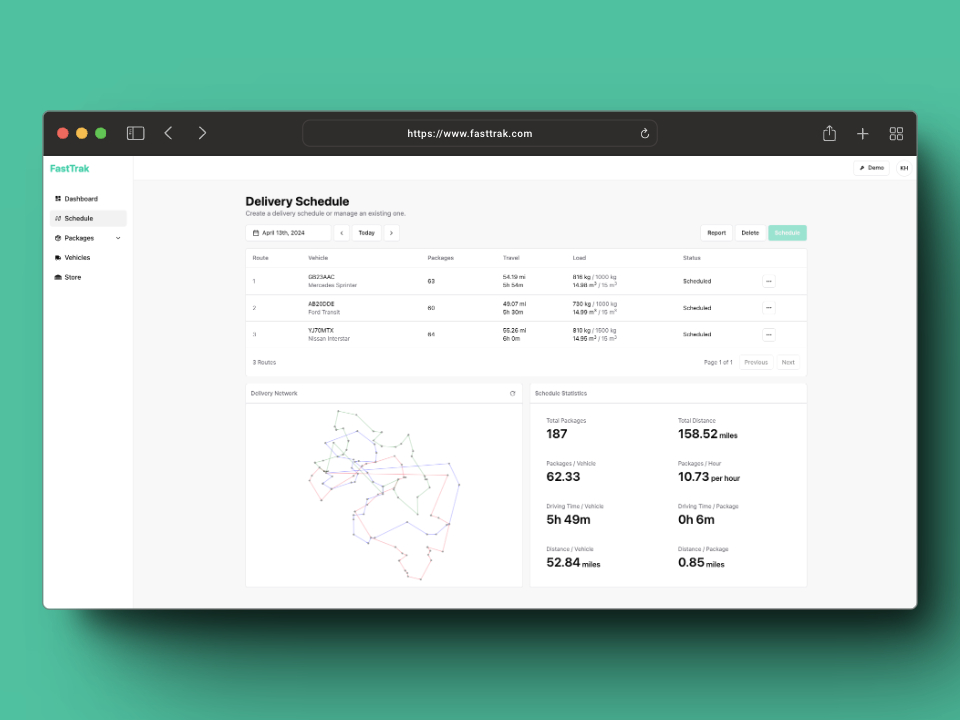 https://www.fasttrak.com
FastTrak
Demo
KH
Dashboard
Schedule
Packages
Vehicles
Store
Delivery Schedule
Create a delivery schedule or manage an existing one.
April 13th, 2024
Today
Report
Delete
Schedule
Route Vehicle Packages Travel Load Status
1 GB23AAC 63 54.19 mi 816 kg / 1000 kg Scheduled
Mercedes Sprinter 5h 54m 14.98 m³ / 15 m³
2 AB20DDE 60 49.07 mi 730 kg / 1000 kg Scheduled
Ford Transit 5h 30m 14.99 m³ / 15 m³
3 YJ70MTX 64 55.26 mi 810 kg / 1500 kg Scheduled
Nissan Interstar 6h 0m 14.95 m³ / 15 m³
3 Routes
Page 1 of 1
Previous
Next
Delivery Network
Schedule Statistics
Total Packages Total Distance
187 158.52 miles
Packages / Vehicle Packages / Hour
62.33 10.73 per hour
Driving Time / Vehicle Driving Time / Package
5h 49m 0h 6m
Distance / Vehicle Distance / Package
52.84 miles 0.85 miles